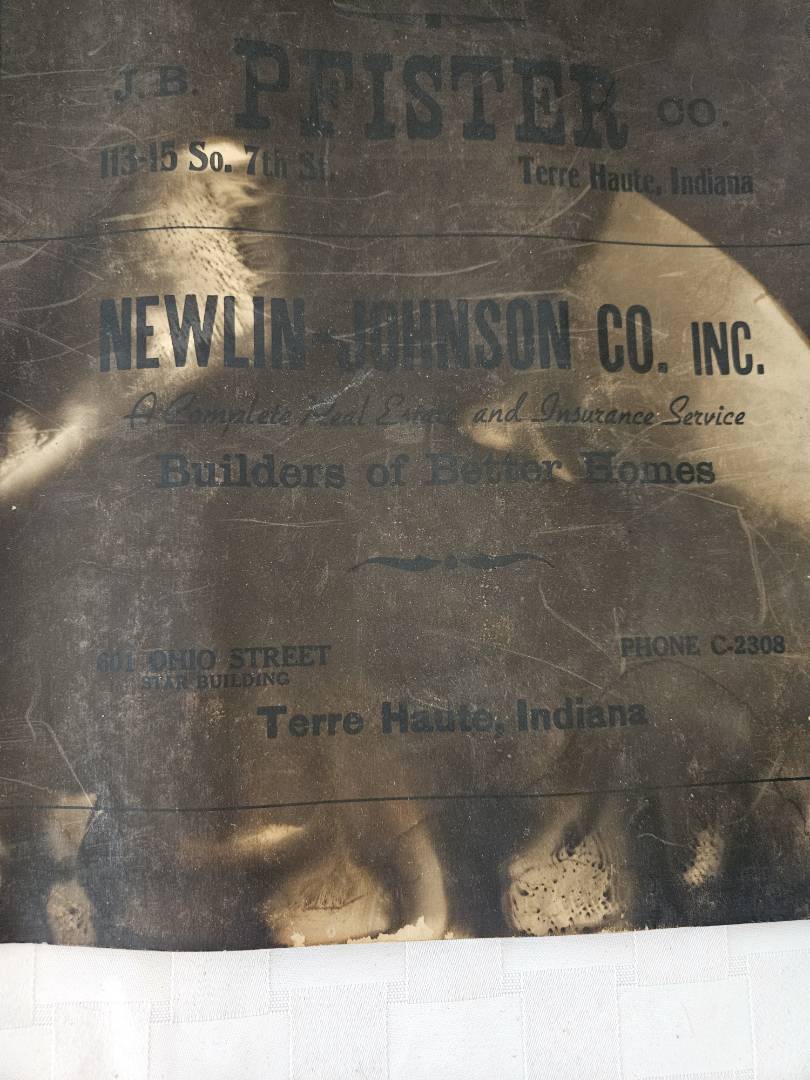 J.B. PFISTER CO.
113-15 So. 7th St. Terre Haute, Indiana
NEWLIN-JOHNSON CO. INC.
A Complete Real Estate and Insurance Service
Builders of Better Homes
601 OHIO STREET PHONE C-2308
STAR BUILDING
Terre Haute, Indiana